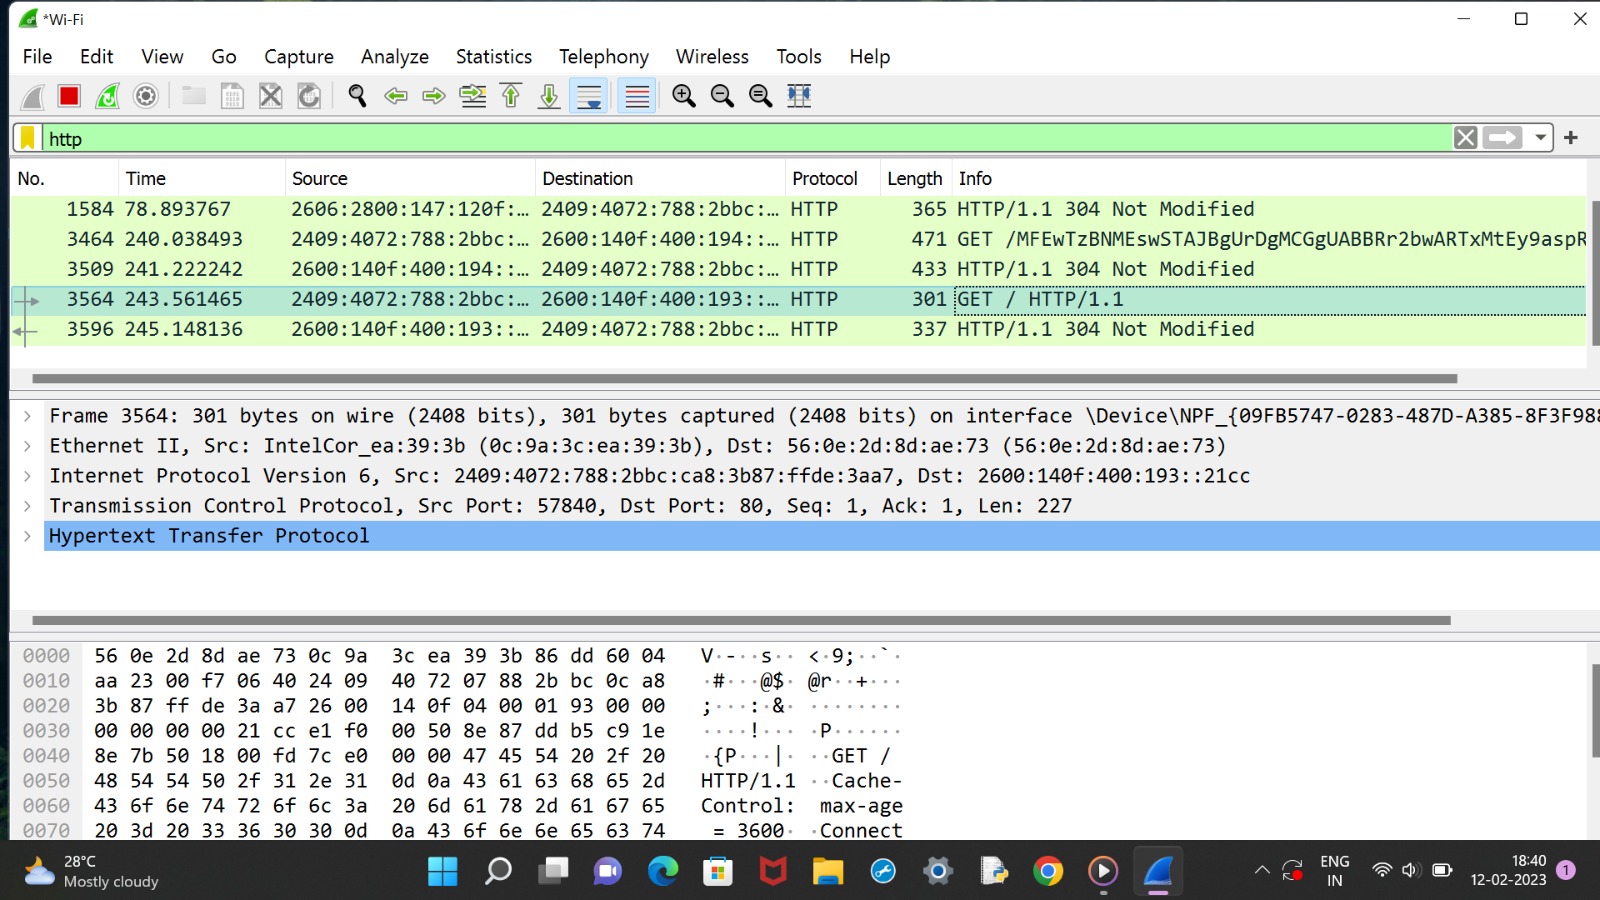 *Wi-Fi
File Edit View Go Capture Analyze Statistics Telephony Wireless Tools Help
http
No. Time Source Destination Protocol Length Info
1584 78.893767 2606:2800:147:120f:… 2409:4072:788:2bbc:… HTTP 365 HTTP/1.1 304 Not Modified
3464 240.038493 2409:4072:788:2bbc:… 2600:140f:400:194::… HTTP 471 GET /MFEwTzBNMEswSTAJBgUrDgMCGgUABBRr2bwARTxMtEy9aspR
3509 241.222242 2600:140f:400:194::… 2409:4072:788:2bbc:… HTTP 433 HTTP/1.1 304 Not Modified
3564 243.561465 2409:4072:788:2bbc:… 2600:140f:400:193::… HTTP 301 GET / HTTP/1.1
3596 245.148136 2600:140f:400:193::… 2409:4072:788:2bbc:… HTTP 337 HTTP/1.1 304 Not Modified
Frame 3564: 301 bytes on wire (2408 bits), 301 bytes captured (2408 bits) on interface \Device\NPF_{09FB5747-0283-487D-A385-8F3F988
Ethernet II, Src: IntelCor_ea:39:3b (0c:9a:3c:ea:39:3b), Dst: 56:0e:2d:8d:ae:73 (56:0e:2d:8d:ae:73)
Internet Protocol Version 6, Src: 2409:4072:788:2bbc:ca8:3b87:ffde:3aa7, Dst: 2600:140f:400:193::21cc
Transmission Control Protocol, Src Port: 57840, Dst Port: 80, Seq: 1, Ack: 1, Len: 227
Hypertext Transfer Protocol
0000 56 0e 2d 8d ae 73 0c 9a 3c ea 39 3b 86 dd 60 04 V·-··s·· <·9;··`·
0010 aa 23 00 f7 06 40 24 09 40 72 07 88 2b bc 0c a8 ·#···@$· @r··+···
0020 3b 87 ff de 3a a7 26 00 14 0f 04 00 01 93 00 00 ;···:·&· ········
0030 00 00 00 00 21 cc e1 f0 00 50 8e 87 dd b5 c9 1e ····!··· ·P······
0040 8e 7b 50 18 00 fd 7c e0 00 00 47 45 54 20 2f 20 ·{P···|· ··GET /
0050 48 54 54 50 2f 31 2e 31 0d 0a 43 61 63 68 65 2d HTTP/1.1 ··Cache-
0060 43 6f 6e 74 72 6f 6c 3a 20 6d 61 78 2d 61 67 65 Control: max-age
0070 20 3d 20 33 36 30 30 0d 0a 43 6f 6e 6e 65 63 74 = 3600· ·Connect
28°C
Mostly cloudy
ENG
IN
18:40
12-02-2023
1